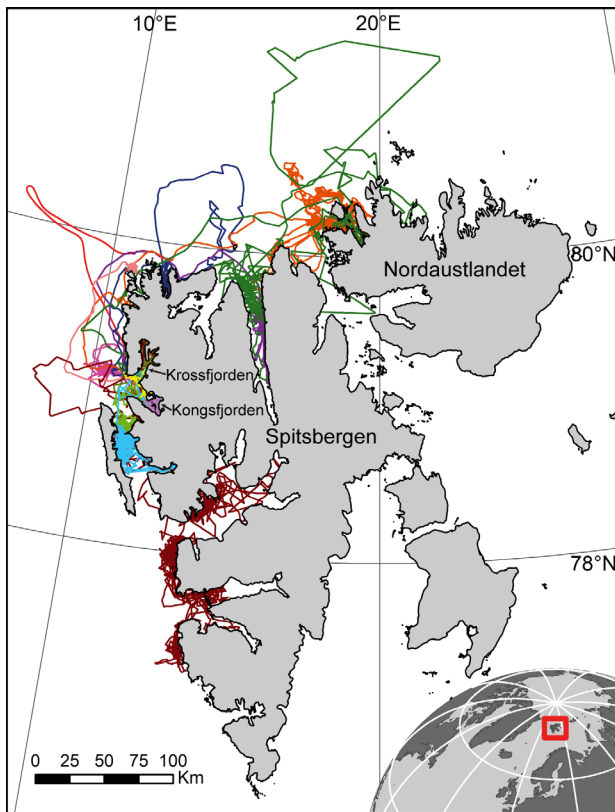 10°E
20°E
80°N
Nordaustlandet
Krossfjorden
Kongsfjorden
Spitsbergen
78°N
0 25 50 75 100
Km